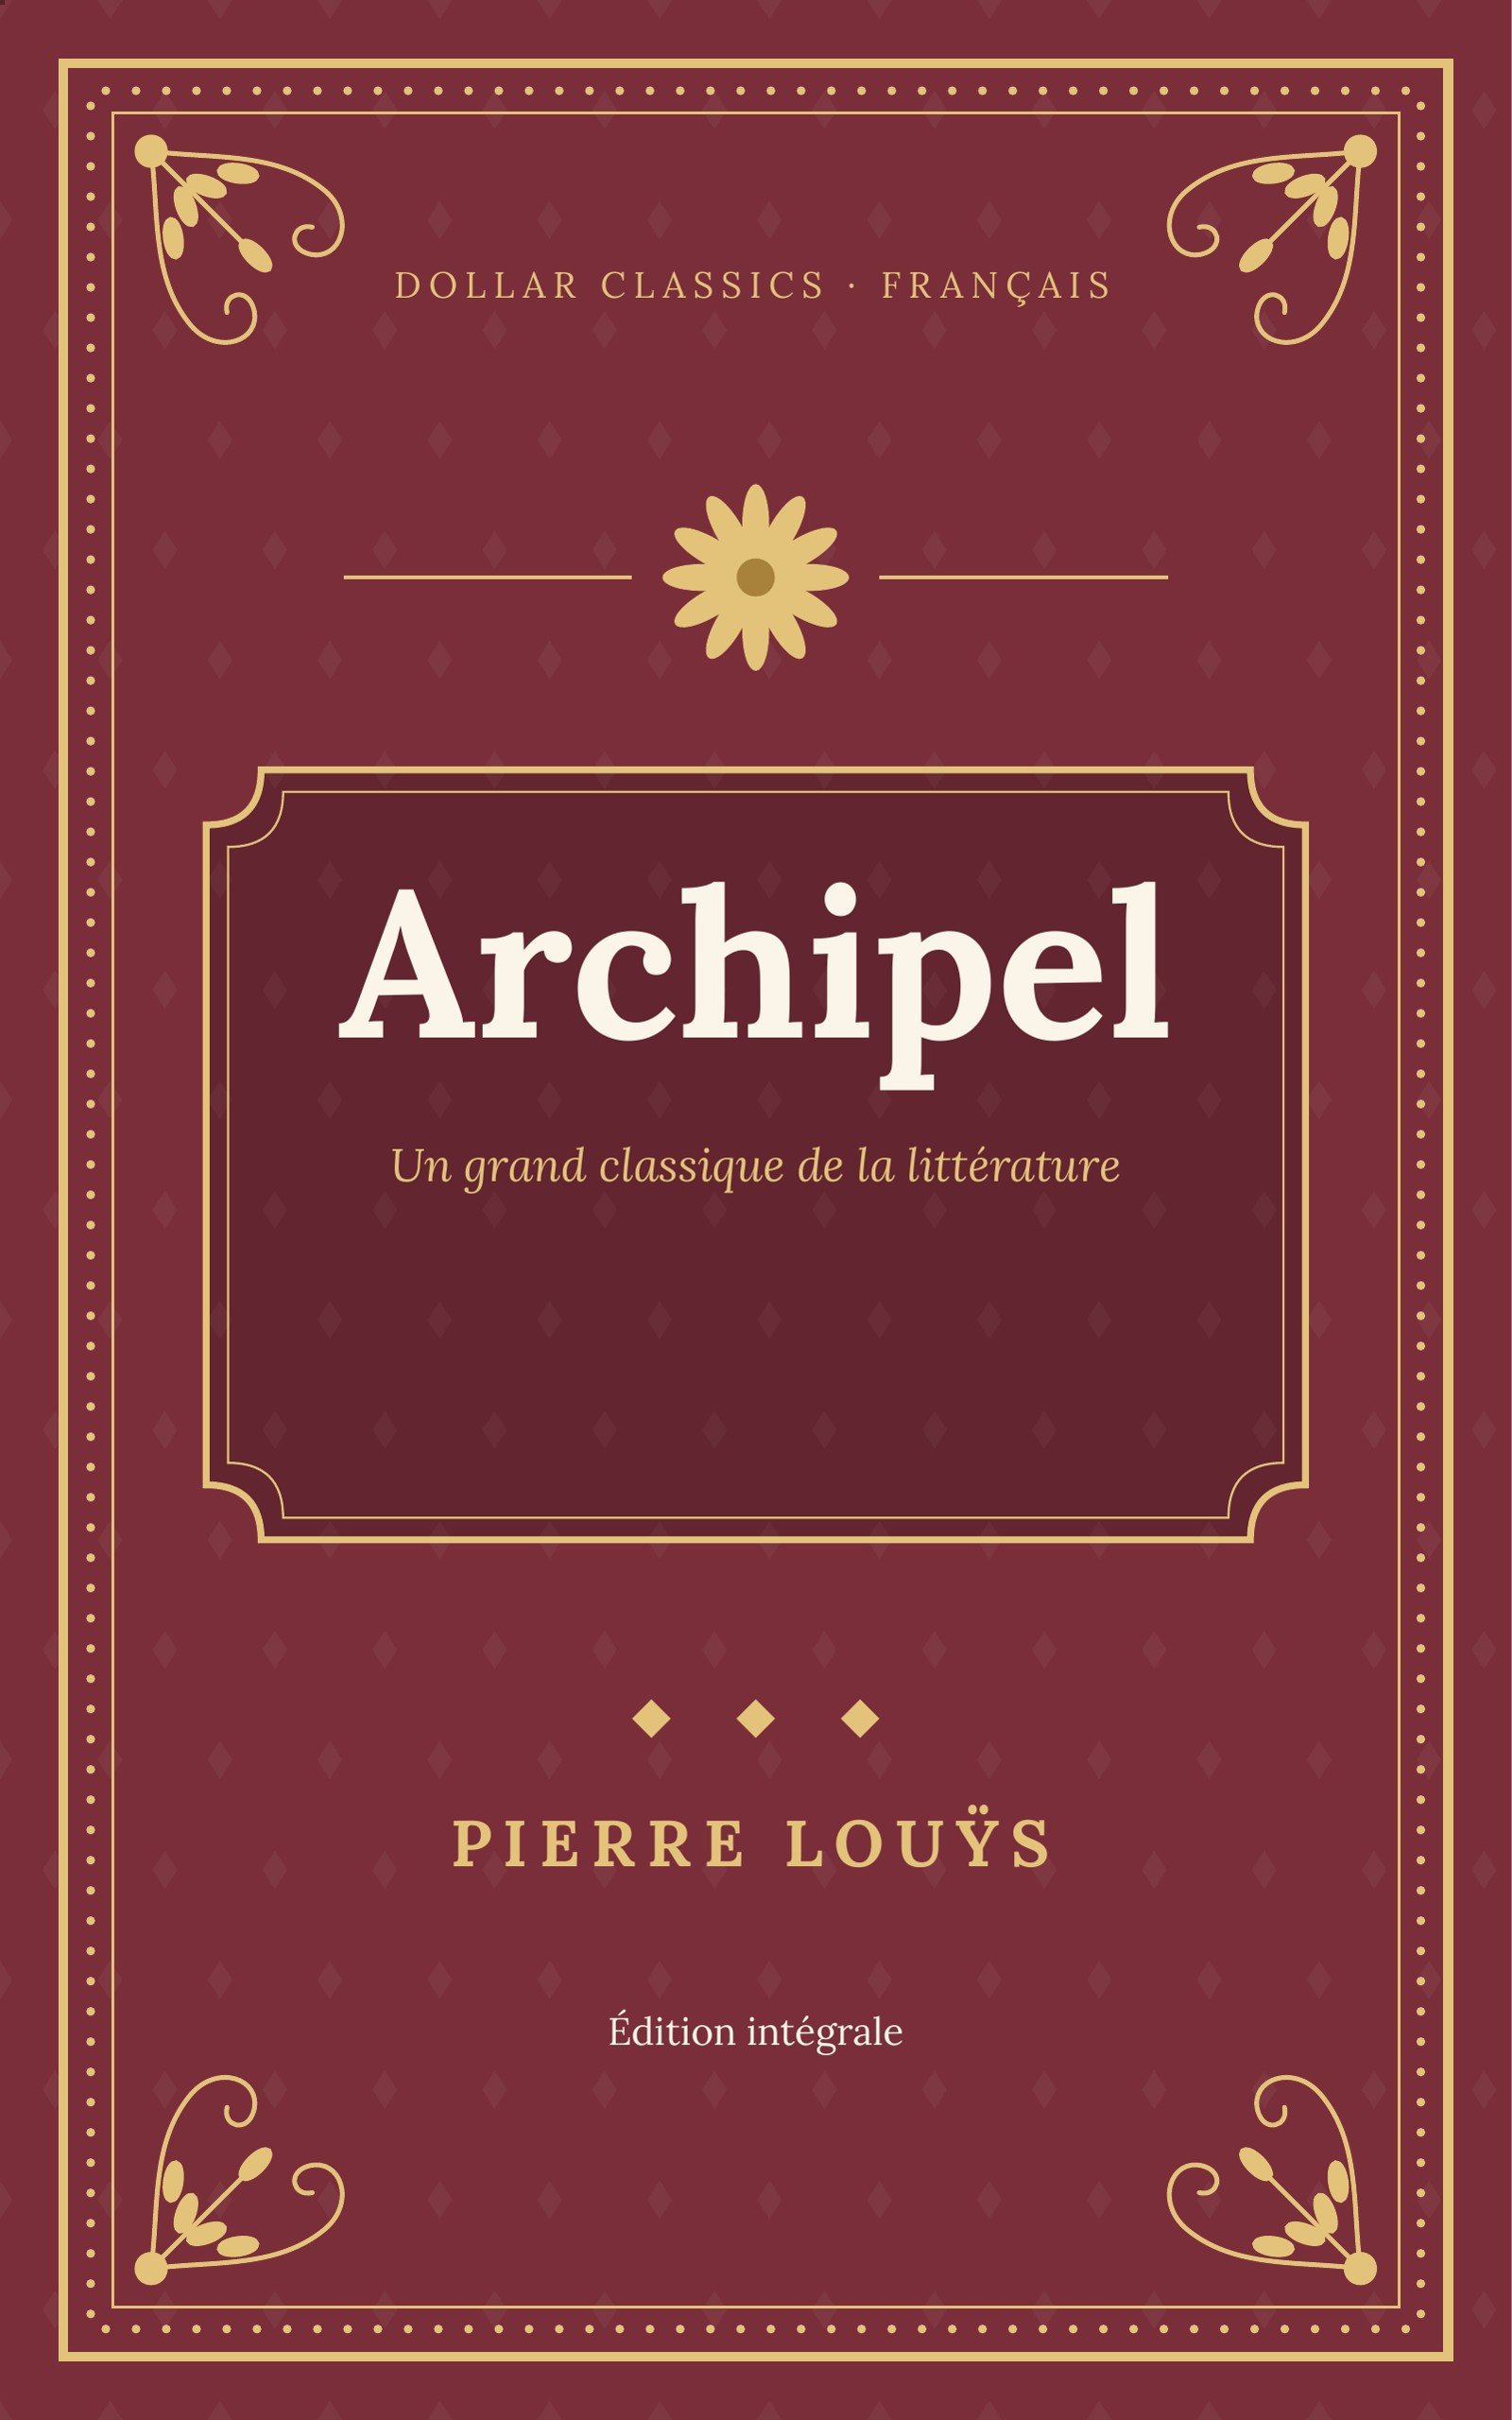 DOLLAR CLASSICS · FRANÇAIS
Archipel
Un grand classique de la littérature
PIERRE LOUŸS
Édition intégrale